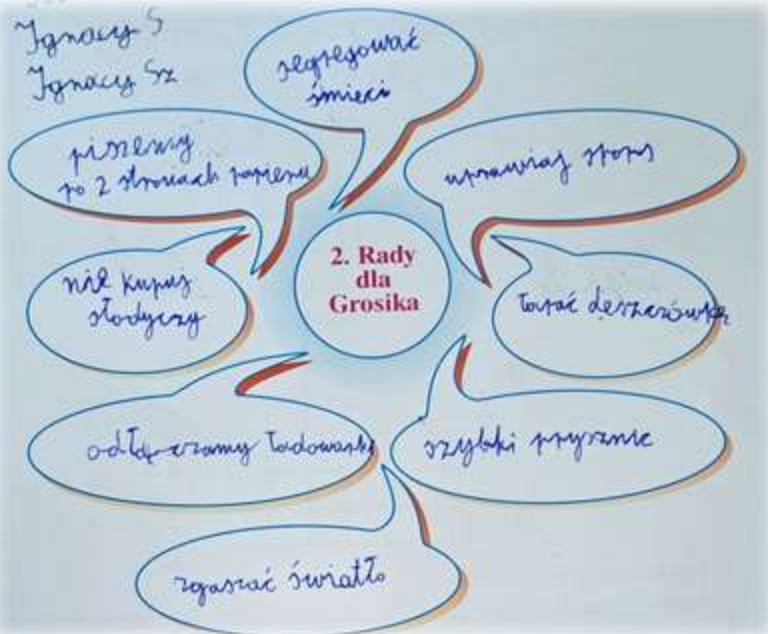 Ignacy S
Ignacy Sz
segregować
śmieci
piszemy
po 2 stronach papieru
uprawiaj sport
2. Rady
dla
Grosika
nie kupuj
słodyczy
łapać deszczówkę
odłączamy ładowarki
szybki prysznic
zgaszać światło